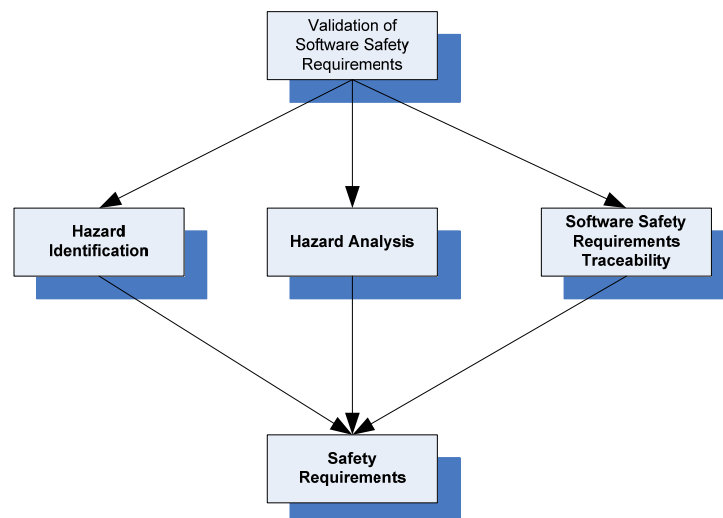 Validation of
Software Safety
Requirements
Hazard
Identification
Hazard Analysis
Software Safety
Requirements
Traceability
Safety
Requirements